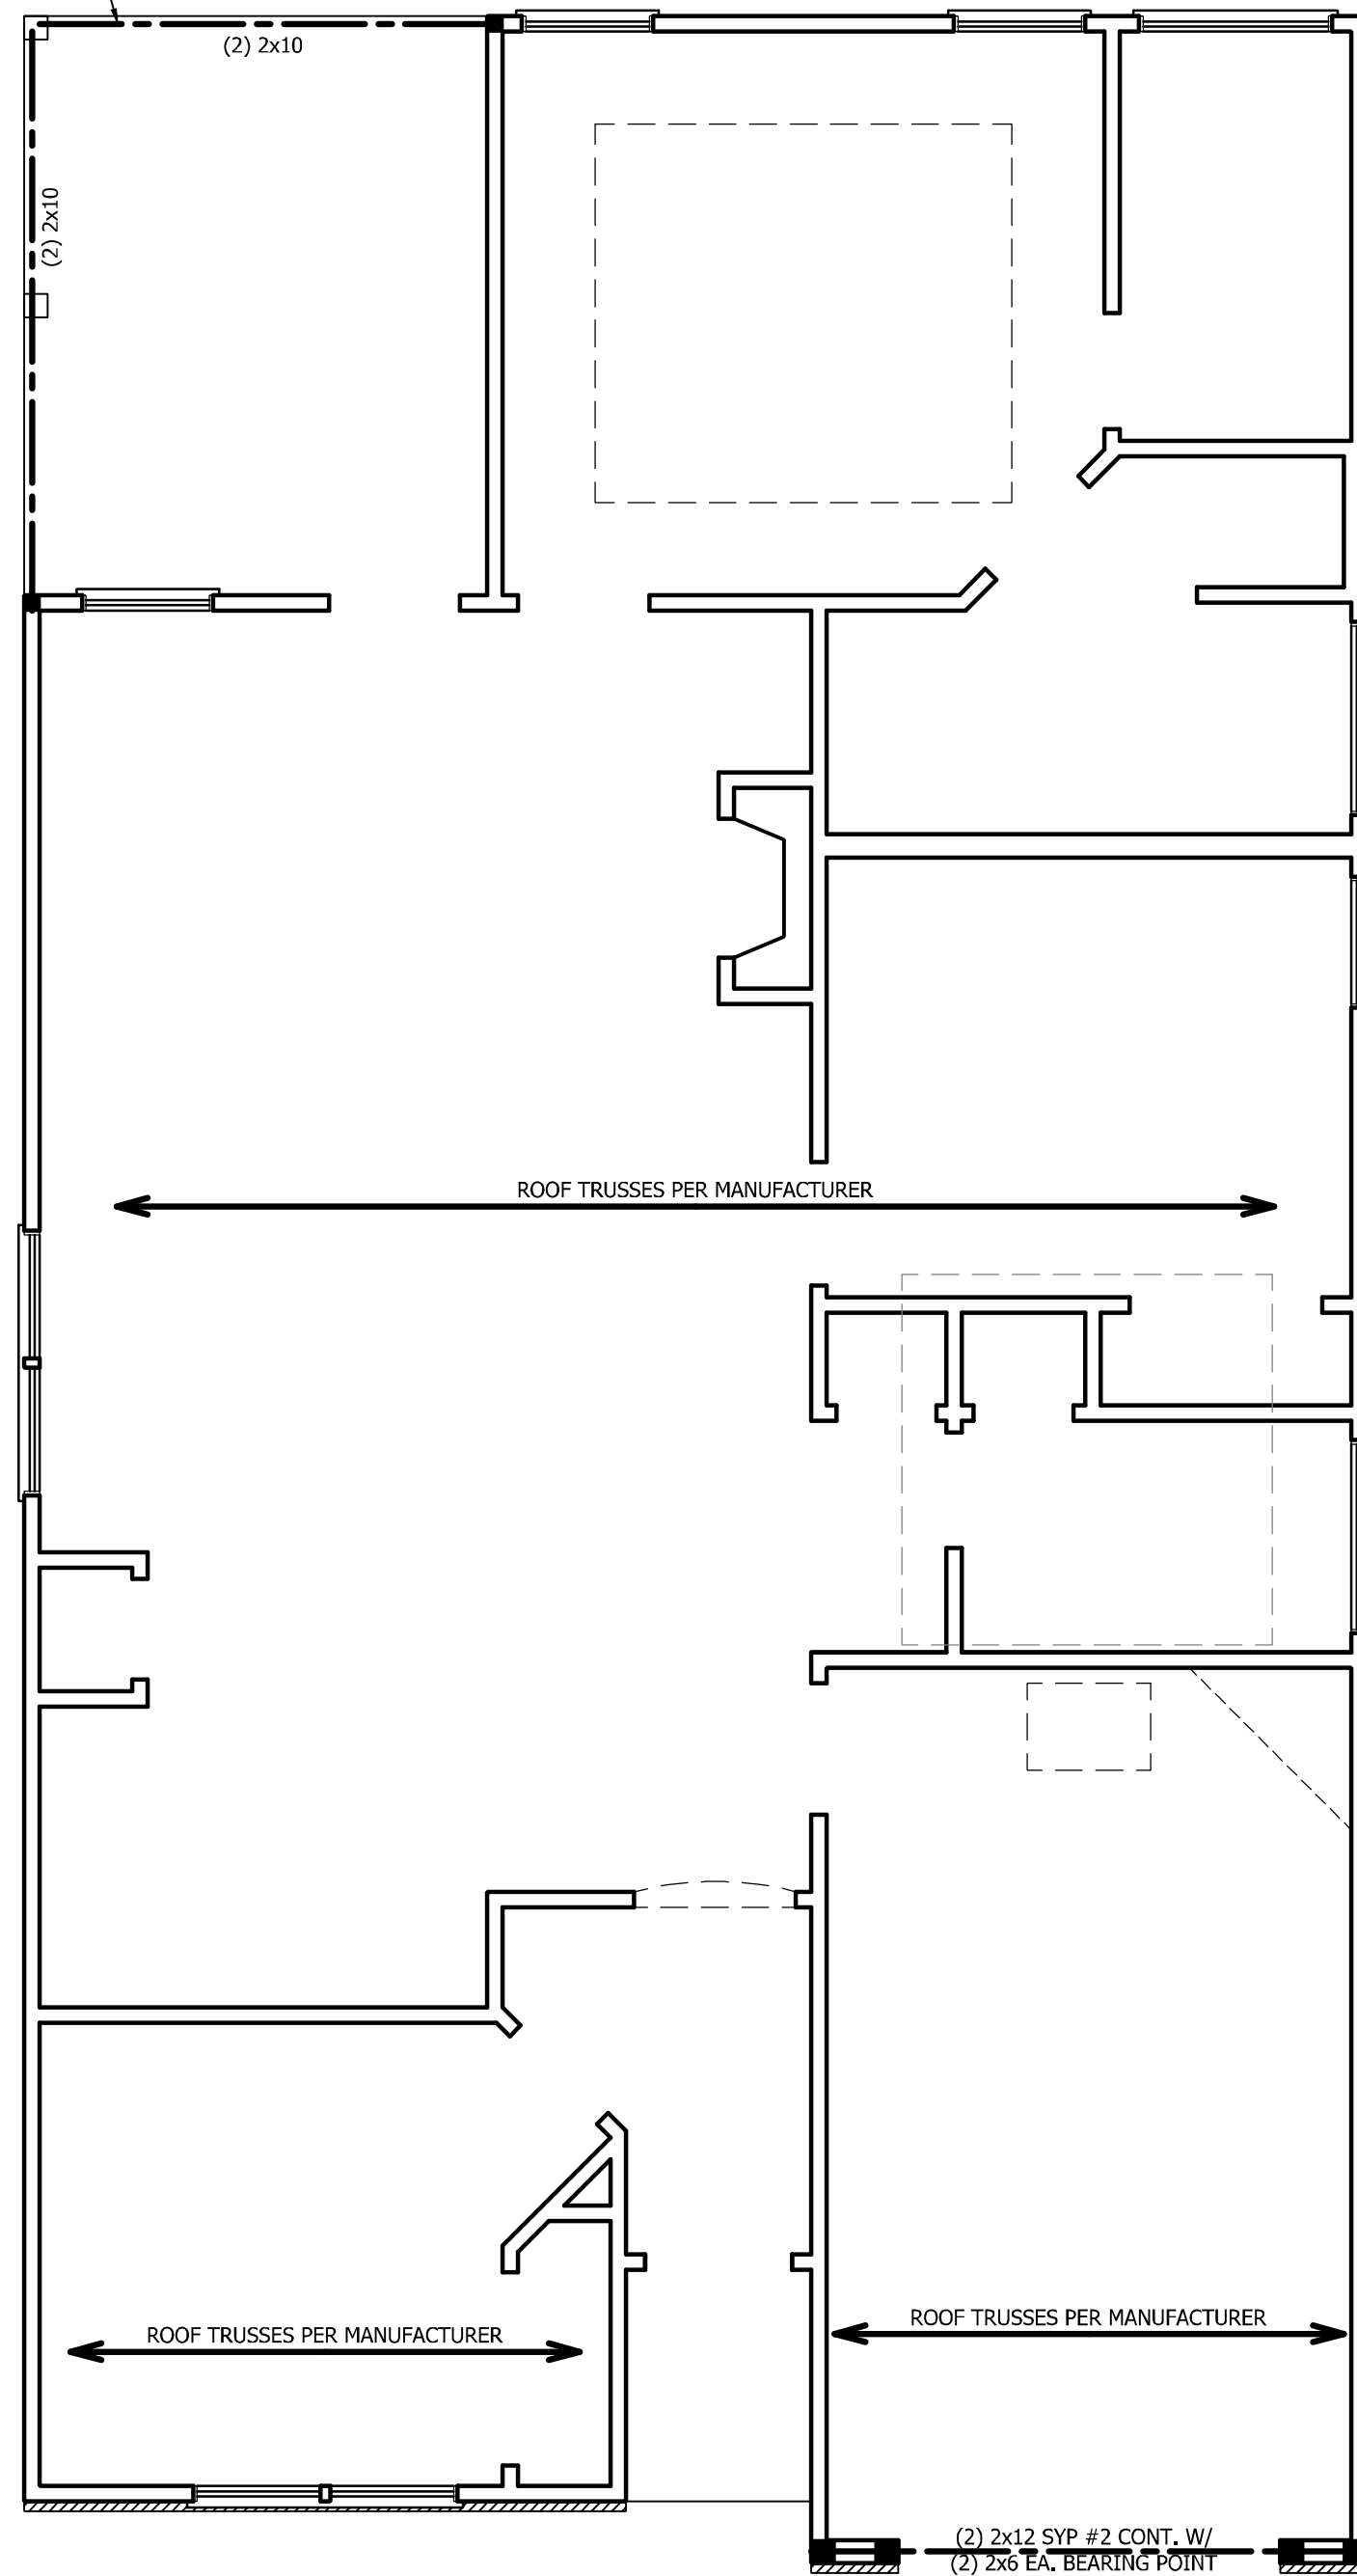 (2) 2x10
(2) 2x10
ROOF TRUSSES PER MANUFACTURER
ROOF TRUSSES PER MANUFACTURER
ROOF TRUSSES PER MANUFACTURER
(2) 2x12 SYP #2 CONT. W/
(2) 2x6 EA. BEARING POINT